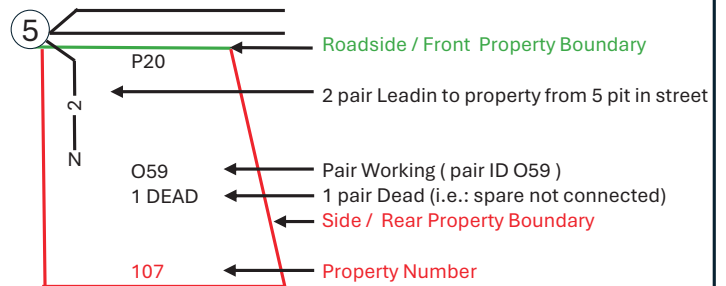 5
Roadside / Front Property Boundary
P20
2 pair Leadin to property from 5 pit in street
2
Z
O59
Pair Working ( pair ID O59 )
1 DEAD
1 pair Dead (i.e.: spare not connected)
Side / Rear Property Boundary
107
Property Number